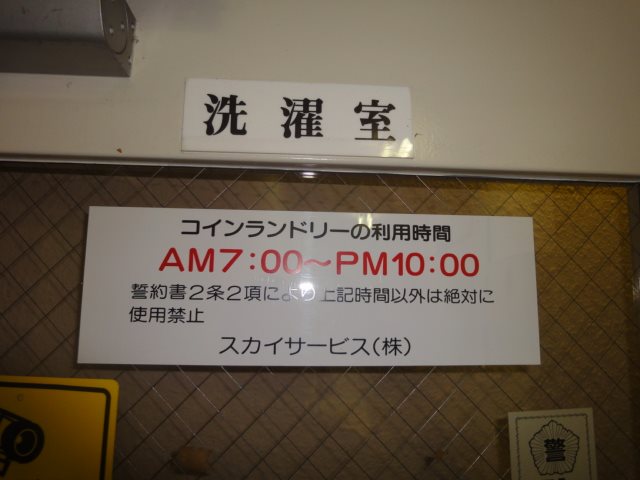 洗濯室
コインランドリーの利用時間
AM7:00～PM10:00
誓約書2条2項により上記時間以外は絶対に
使用禁止
スカイサービス(株)
警